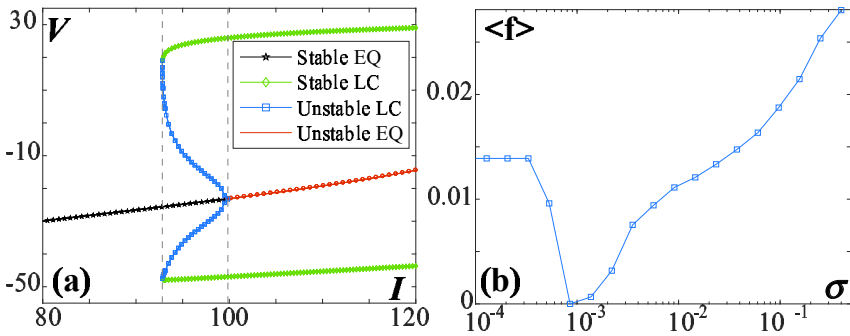 30
V
-10
-50
80
100
120
(a)
I
Stable EQ
Stable LC
Unstable LC
Unstable EQ
<f>
0.02
0.01
0
10-4
10-3
10-2
10-1
(b)
σ